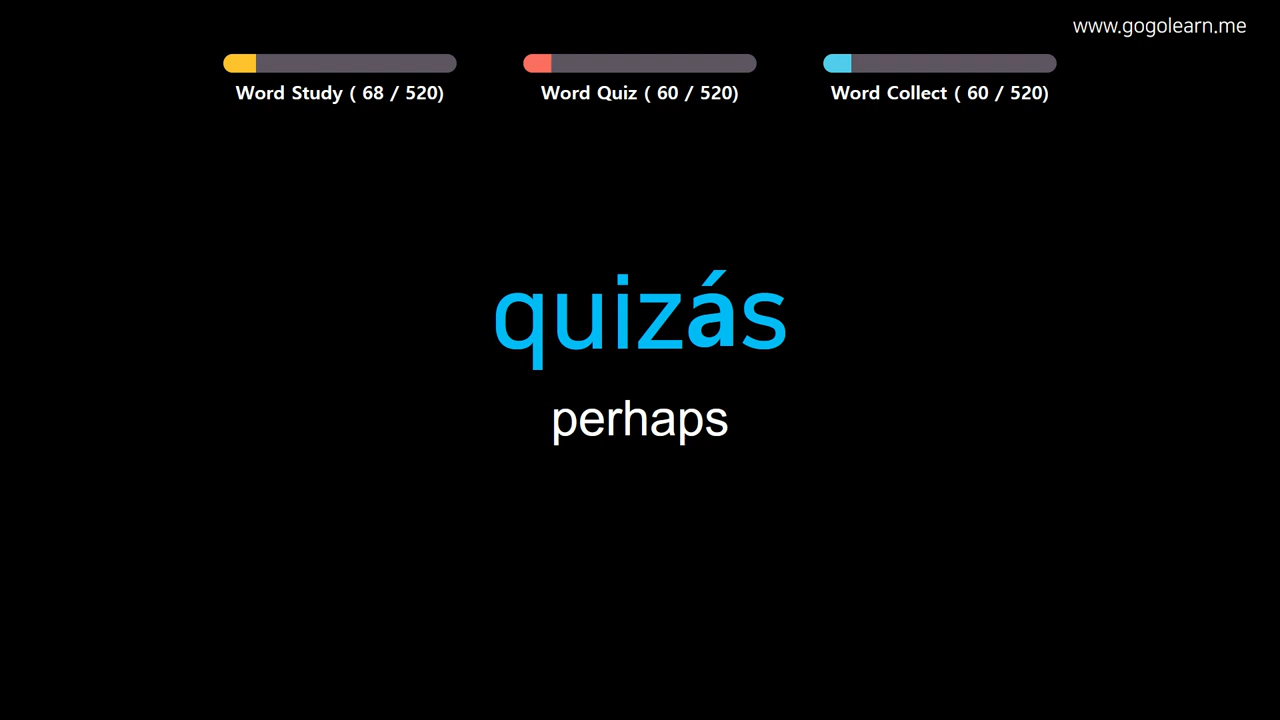 www.gogolearn.me
Word Study ( 68 / 520)
Word Quiz ( 60 / 520)
Word Collect ( 60 / 520)
quizás
perhaps